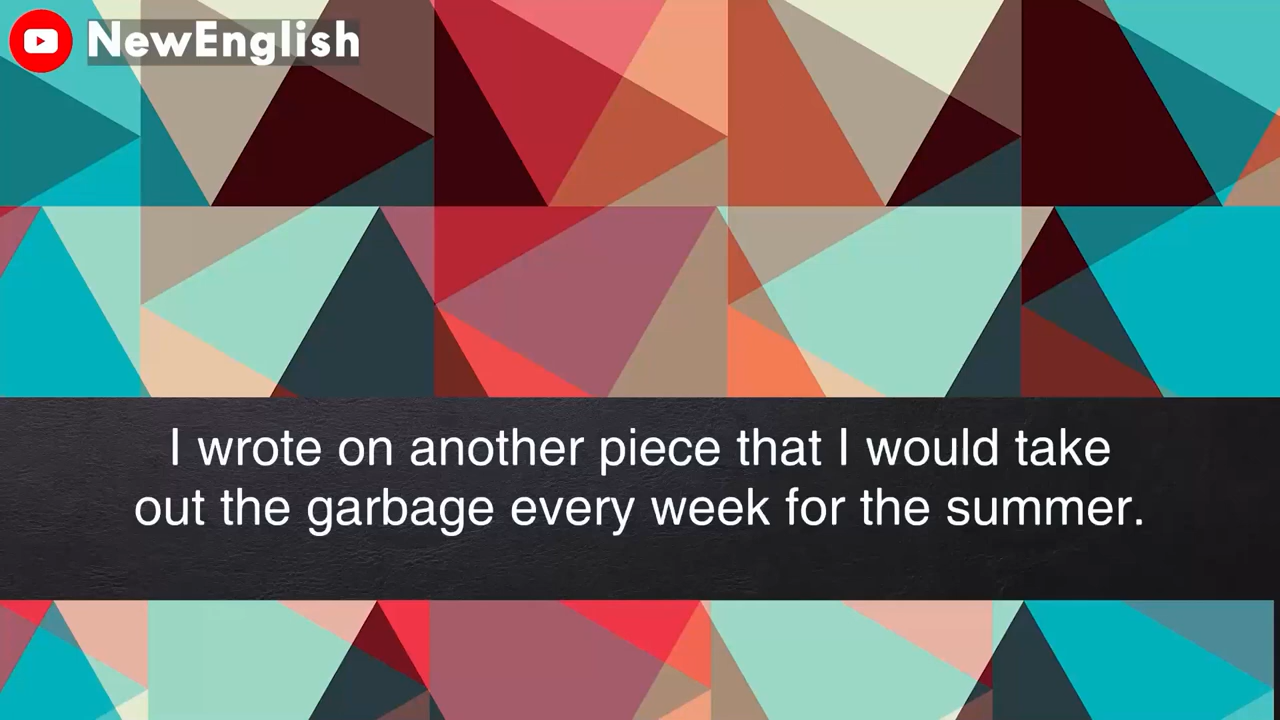 NewEnglish
I wrote on another piece that I would take
out the garbage every week for the summer.